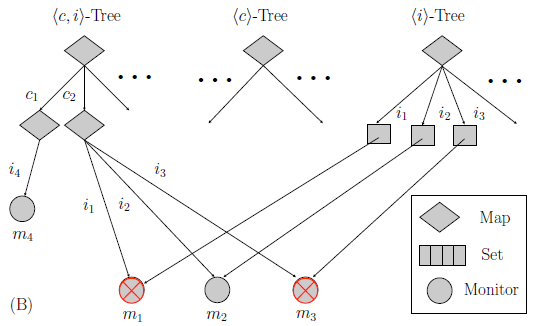 ⟨c, i⟩-Tree ⟨c⟩-Tree ⟨i⟩-Tree
c₁ c₂
i₁ i₂ i₃
i₄ i₃
i₁ i₂
m₄
Map
Set
Monitor
(B)
m₁ m₂ m₃